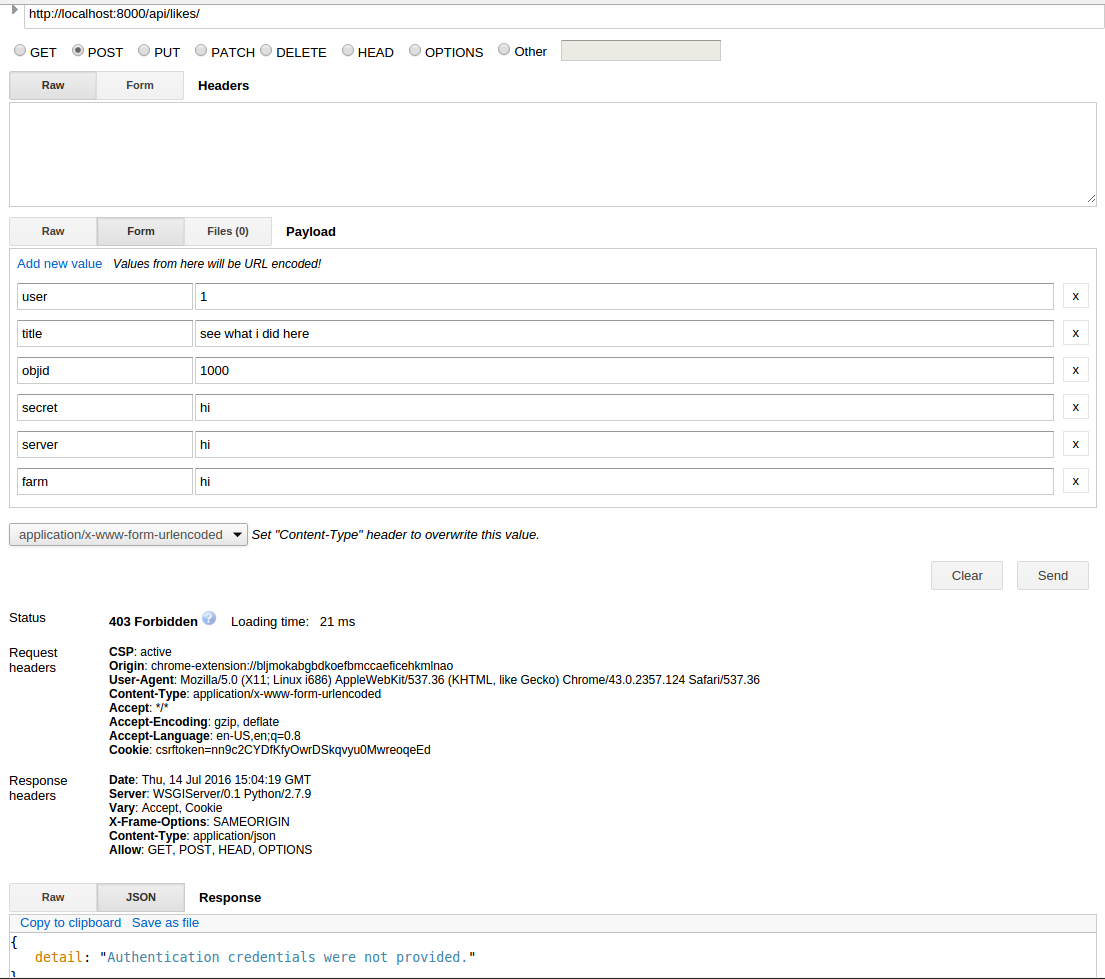 http://localhost:8000/api/likes/
GET POST PUT PATCH DELETE HEAD OPTIONS Other
Raw Form Headers
Raw Form Files (0) Payload
Add new value Values from here will be URL encoded!
user 1 x
title see what i did here x
objid 1000 x
secret hi x
server hi x
farm hi x
application/x-www-form-urlencoded Set "Content-Type" header to overwrite this value.
Clear Send
Status 403 Forbidden ? Loading time: 21 ms
Request headers
CSP: active
Origin: chrome-extension://bljmokabgbdkoefbmccaeficehkmlnao
User-Agent: Mozilla/5.0 (X11; Linux i686) AppleWebKit/537.36 (KHTML, like Gecko) Chrome/43.0.2357.124 Safari/537.36
Content-Type: application/x-www-form-urlencoded
Accept: */*
Accept-Encoding: gzip, deflate
Accept-Language: en-US,en;q=0.8
Cookie: csrftoken=nn9c2CYDfKfyOwrDSkqvyu0MwreoqeEd
Response headers
Date: Thu, 14 Jul 2016 15:04:19 GMT
Server: WSGIServer/0.1 Python/2.7.9
Vary: Accept, Cookie
X-Frame-Options: SAMEORIGIN
Content-Type: application/json
Allow: GET, POST, HEAD, OPTIONS
Raw JSON Response
Copy to clipboard Save as file
{
detail: "Authentication credentials were not provided."
}